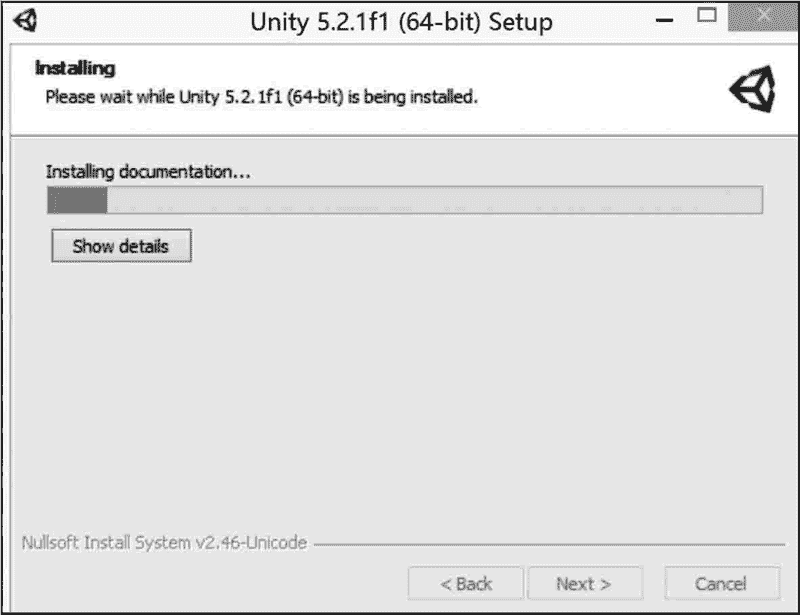 Unity 5.2.1f1 (64-bit) Setup
Installing
Please wait while Unity 5.2.1f1 (64-bit) is being installed.
Installing documentation...
Show details
Nullsoft Install System v2.46-Unicode
< Back
Next >
Cancel